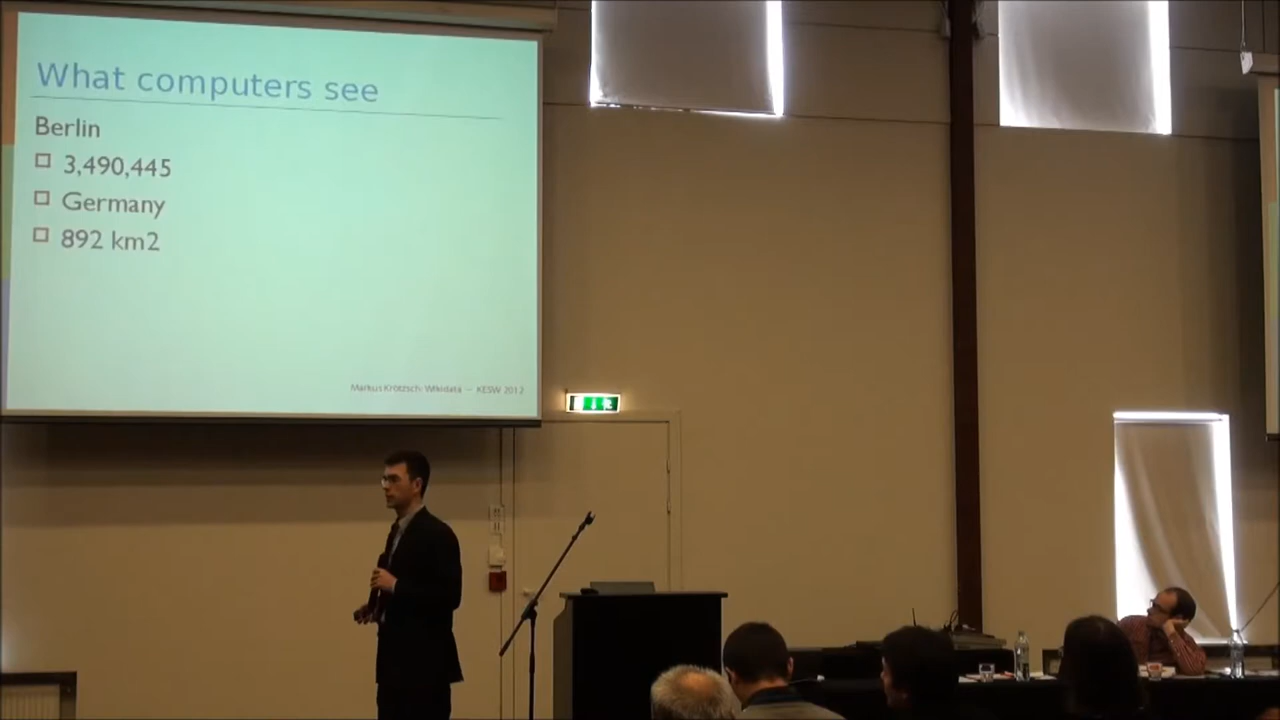 What computers see
Berlin
3,490,445
Germany
892 km2
Markus Krötzsch: Wikidata — KESW 2012